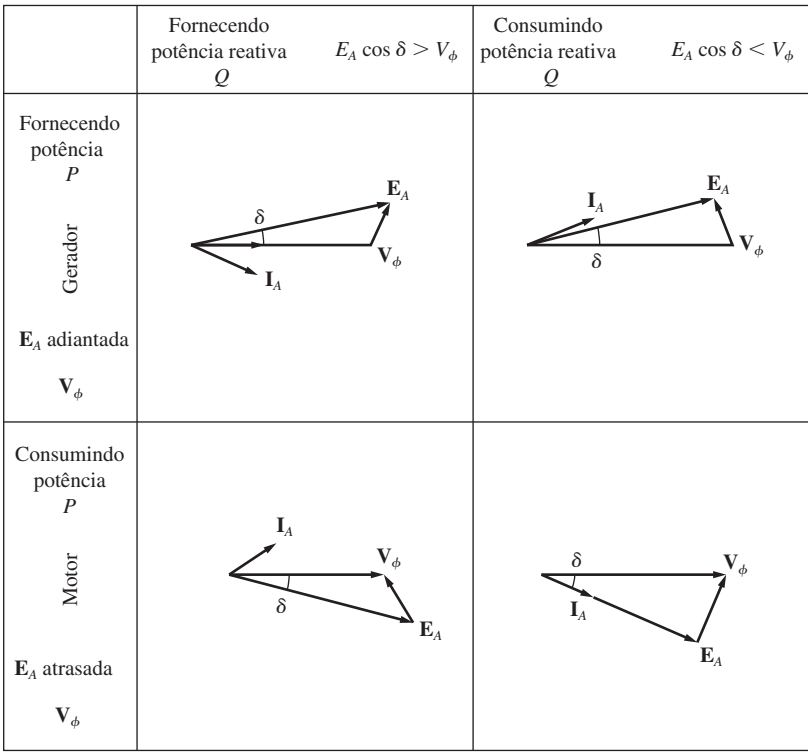 Fornecendo
potência reativa
Q
E_A cos δ > V_ϕ
Consumindo
potência reativa
Q
E_A cos δ < V_ϕ
Fornecendo
potência
P
Gerador
E_A adiantada
V_ϕ
E_A
δ
V_ϕ
I_A
I_A
E_A
V_ϕ
δ
Consumindo
potência
P
Motor
E_A atrasada
V_ϕ
I_A
V_ϕ
δ
E_A
δ
V_ϕ
I_A
E_A